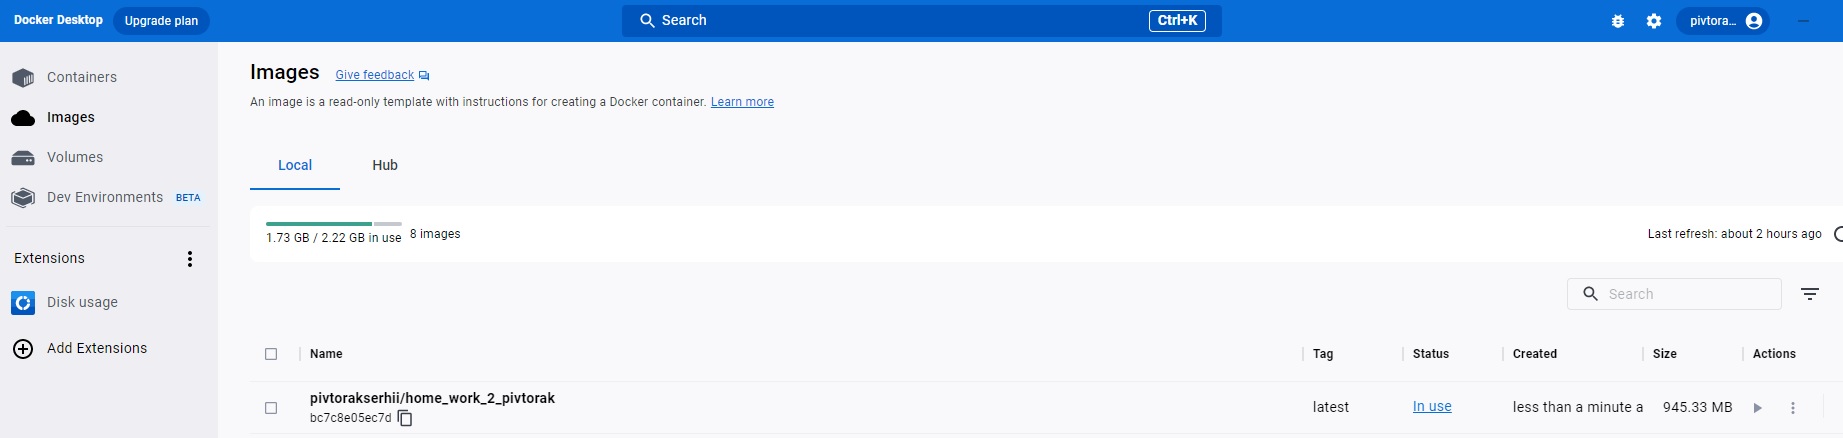 Docker Desktop Upgrade plan Search Ctrl+K pivtora...
Containers
Images
Volumes
Dev Environments BETA
Extensions
Disk usage
Add Extensions
Images Give feedback
An image is a read-only template with instructions for creating a Docker container. Learn more
Local Hub
1.73 GB / 2.22 GB in use 8 images Last refresh: about 2 hours ago
Search
Name Tag Status Created Size Actions
pivtorakserhii/home_work_2_pivtorak latest In use less than a minute a 945.33 MB
bc7c8e05ec7d